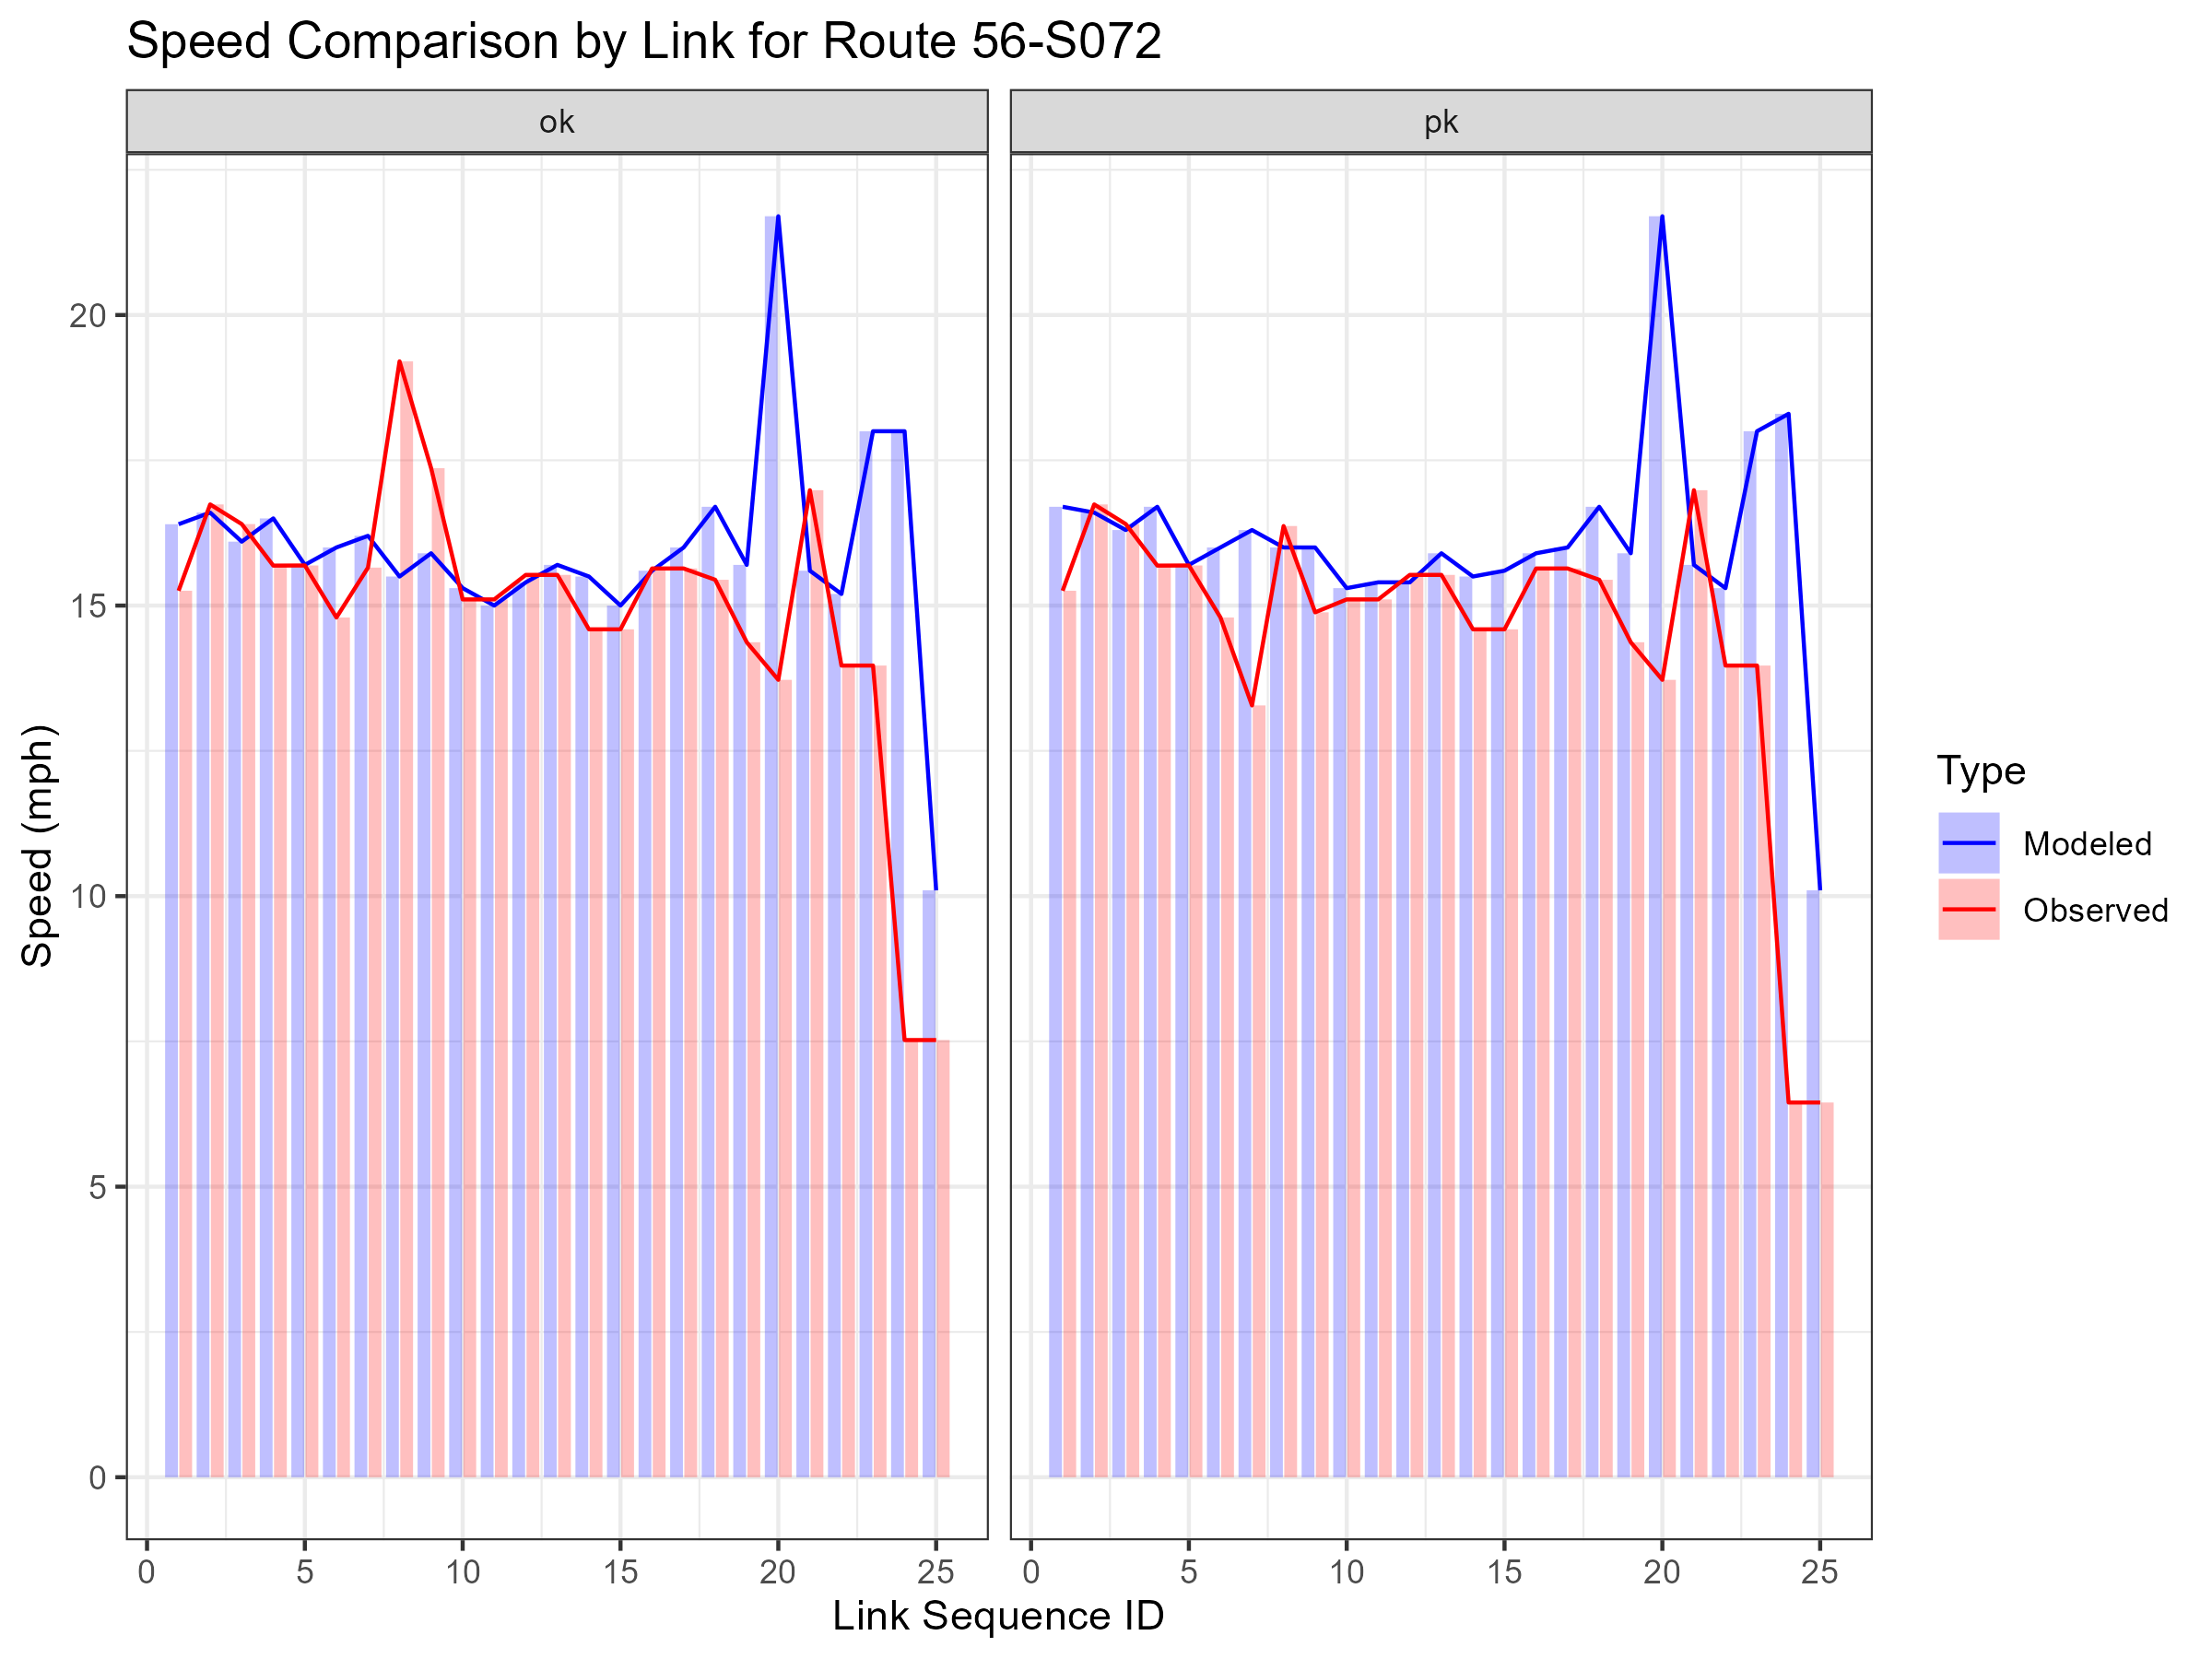 Speed Comparison by Link for Route 56-S072
ok
pk
Speed (mph)
20
15
10
5
0
0 5 10 15 20 25
0 5 10 15 20 25
Link Sequence ID
Type
Modeled
Observed